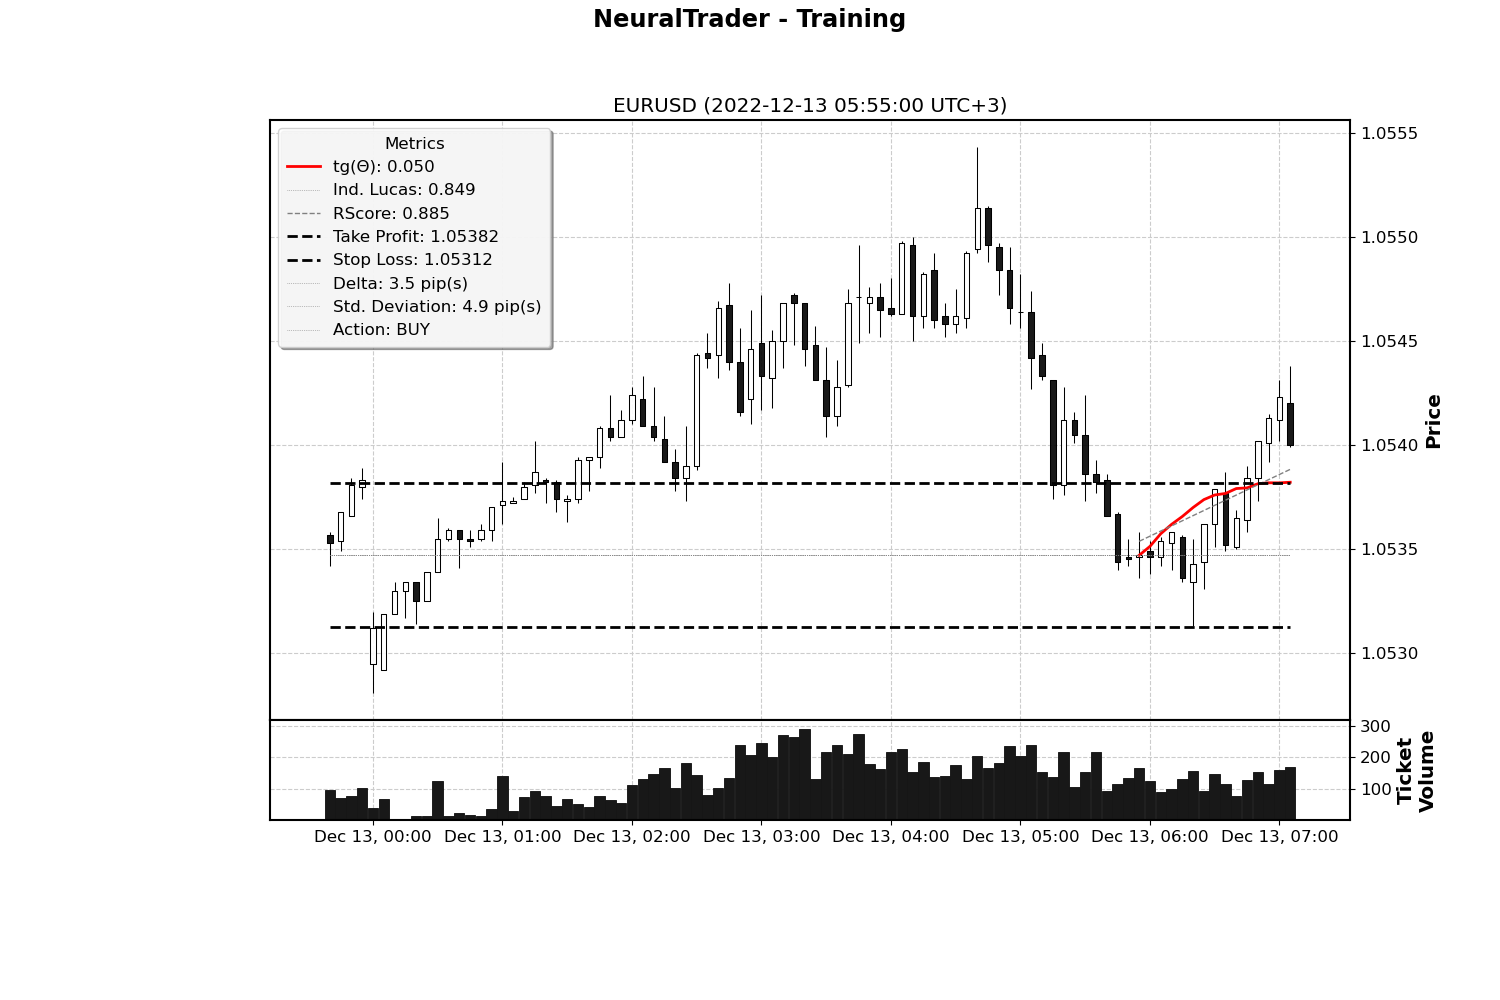 NeuralTrader - Training
EURUSD (2022-12-13 05:55:00 UTC+3)
Metrics
tg(Θ): 0.050
Ind. Lucas: 0.849
RScore: 0.885
Take Profit: 1.05382
Stop Loss: 1.05312
Delta: 3.5 pip(s)
Std. Deviation: 4.9 pip(s)
Action: BUY
1.0555
1.0550
1.0545
1.0540
1.0535
1.0530
Price
300
200
100
Ticket
Volume
Dec 13, 00:00
Dec 13, 01:00
Dec 13, 02:00
Dec 13, 03:00
Dec 13, 04:00
Dec 13, 05:00
Dec 13, 06:00
Dec 13, 07:00